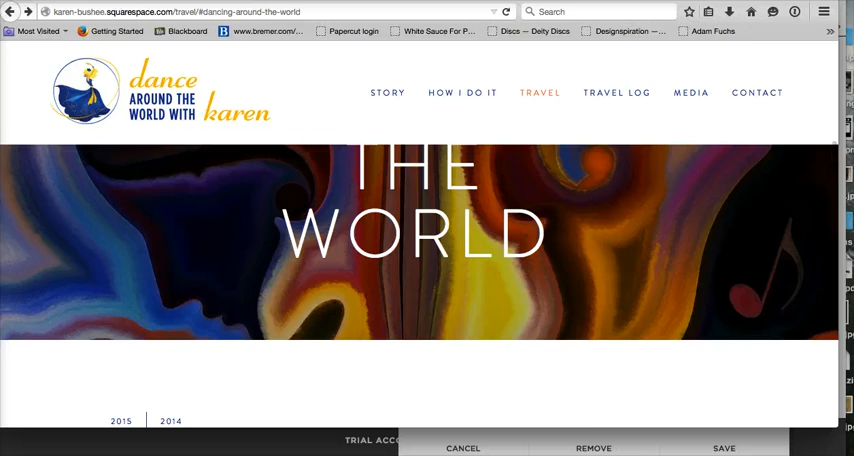 karen-bushee.squarespace.com/travel/#dancing-around-the-world
Search
Most Visited
Getting Started
Blackboard
www.bremer.com/...
Papercut login
White Sauce For P...
Discs — Deity Discs
Designspiration —...
Adam Fuchs
dance
AROUND THE
WORLD WITH karen
STORY
HOW I DO IT
TRAVEL
TRAVEL LOG
MEDIA
CONTACT
THE
WORLD
2015
2014
TRIAL ACCO
CANCEL
REMOVE
SAVE